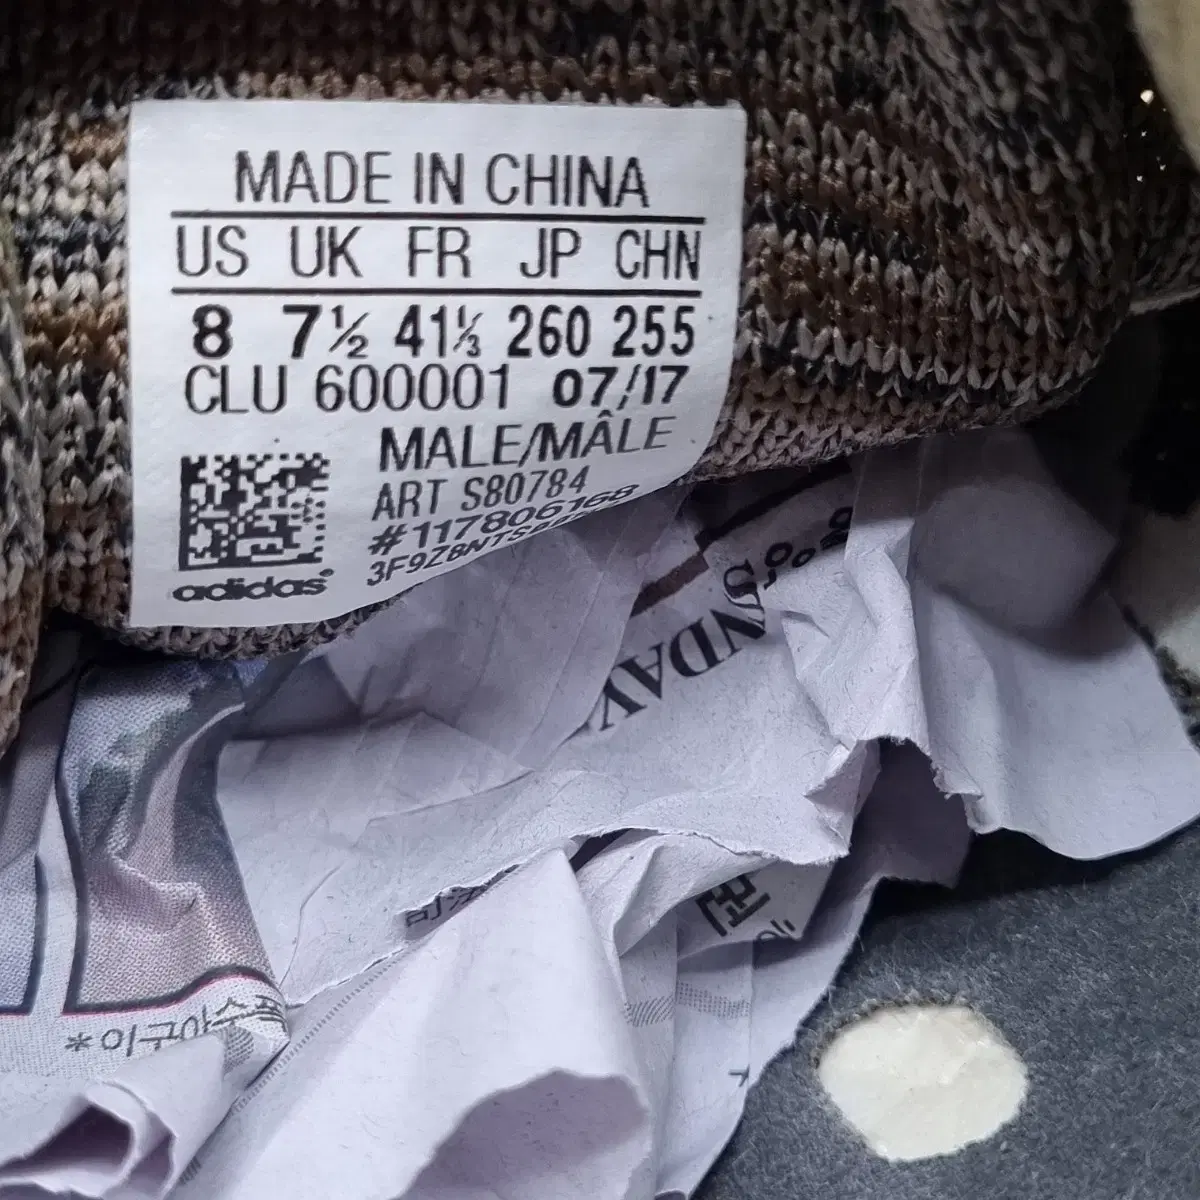 MADE IN CHINA
US UK FR JP CHN
8 7½ 41⅓ 260 255
CLU 600001 07/17
MALE/MÂLE
ART S80784
#117806168
adidas
SUNDAY